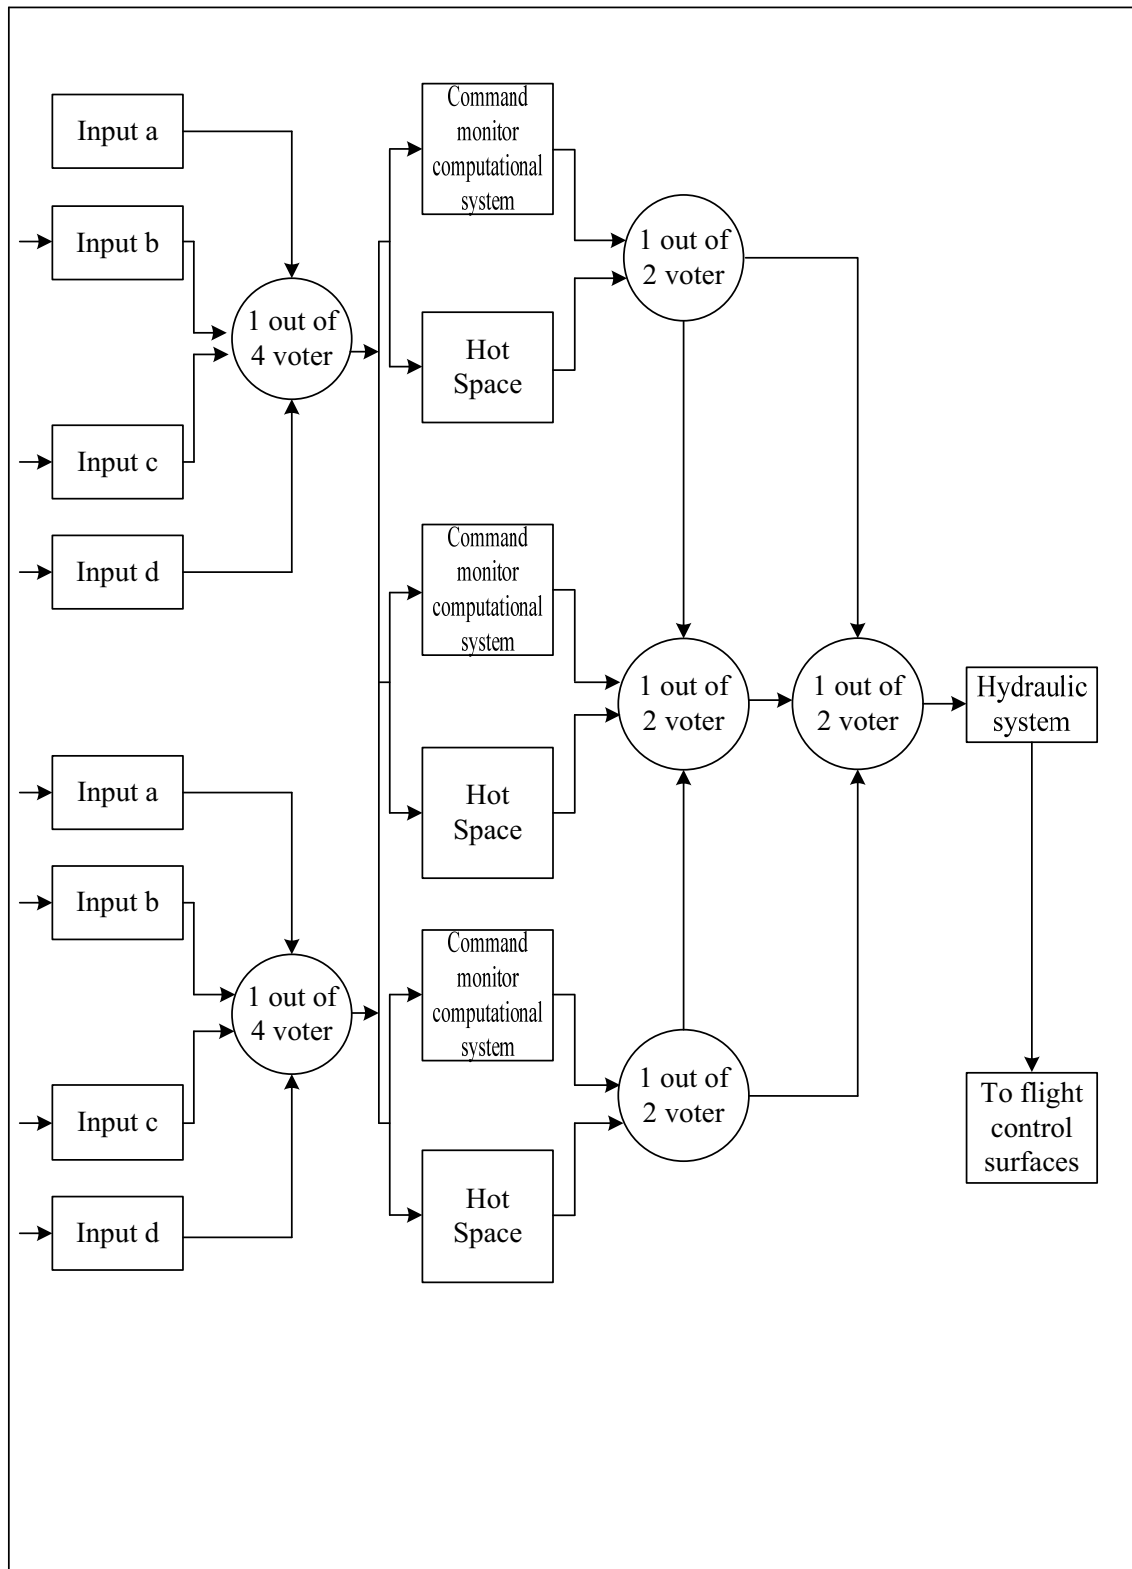 Input a
Input b
1 out of
4 voter
Input c
Input d
Input a
Input b
1 out of
4 voter
Input c
Input d
Command
monitor
computational
system
Hot
Space
Command
monitor
computational
system
Hot
Space
Command
monitor
computational
system
Hot
Space
1 out of
2 voter
1 out of
2 voter
1 out of
2 voter
1 out of
2 voter
Hydraulic
system
To flight
control
surfaces